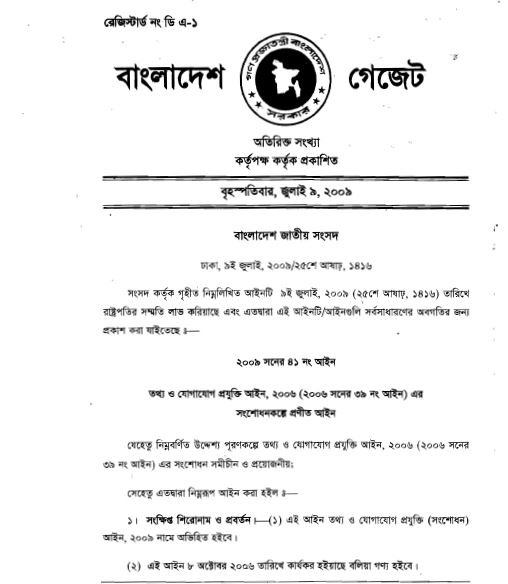 রেজিস্টার্ড নং ডি এ-১
বাংলাদেশ
গণপ্রজাতন্ত্রী বাংলাদেশ
সরকার
গেজেট
অতিরিক্ত সংখ্যা
কর্তৃপক্ষ কর্তৃক প্রকাশিত
বৃহস্পতিবার, জুলাই ৯, ২০০৯
বাংলাদেশ জাতীয় সংসদ
ঢাকা, ৯ই জুলাই, ২০০৯/২৫শে আষাঢ়, ১৪১৬
সংসদ কর্তৃক গৃহীত নিম্নলিখিত আইনটি ৯ই জুলাই, ২০০৯ (২৫শে আষাঢ়, ১৪১৬) তারিখে
রাষ্ট্রপতির সম্মতি লাভ করিয়াছে এবং এতদ্বারা এই আইনটি/আইনগুলি সর্বসাধারণের অবগতির জন্য
প্রকাশ করা যাইতেছে ঃ—
২০০৯ সনের ৪১ নং আইন
তথ্য ও যোগাযোগ প্রযুক্তি আইন, ২০০৬ (২০০৬ সনের ৩৯ নং আইন) এর
সংশোধনকল্পে প্রণীত আইন
যেহেতু নিম্নবর্ণিত উদ্দেশ্য পূরণকল্পে তথ্য ও যোগাযোগ প্রযুক্তি আইন, ২০০৬ (২০০৬ সনের
৩৯ নং আইন) এর সংশোধন সমীচীন ও প্রয়োজনীয়;
সেহেতু এতদ্বারা নিম্নরূপ আইন করা হইল ঃ—
১। সংক্ষিপ্ত শিরোনাম ও প্রবর্তন।—(১) এই আইন তথ্য ও যোগাযোগ প্রযুক্তি (সংশোধন)
আইন, ২০০৯ নামে অভিহিত হইবে।
(২) এই আইন ৮ অক্টোবর ২০০৬ তারিখে কার্যকর হইয়াছে বলিয়া গণ্য হইবে।